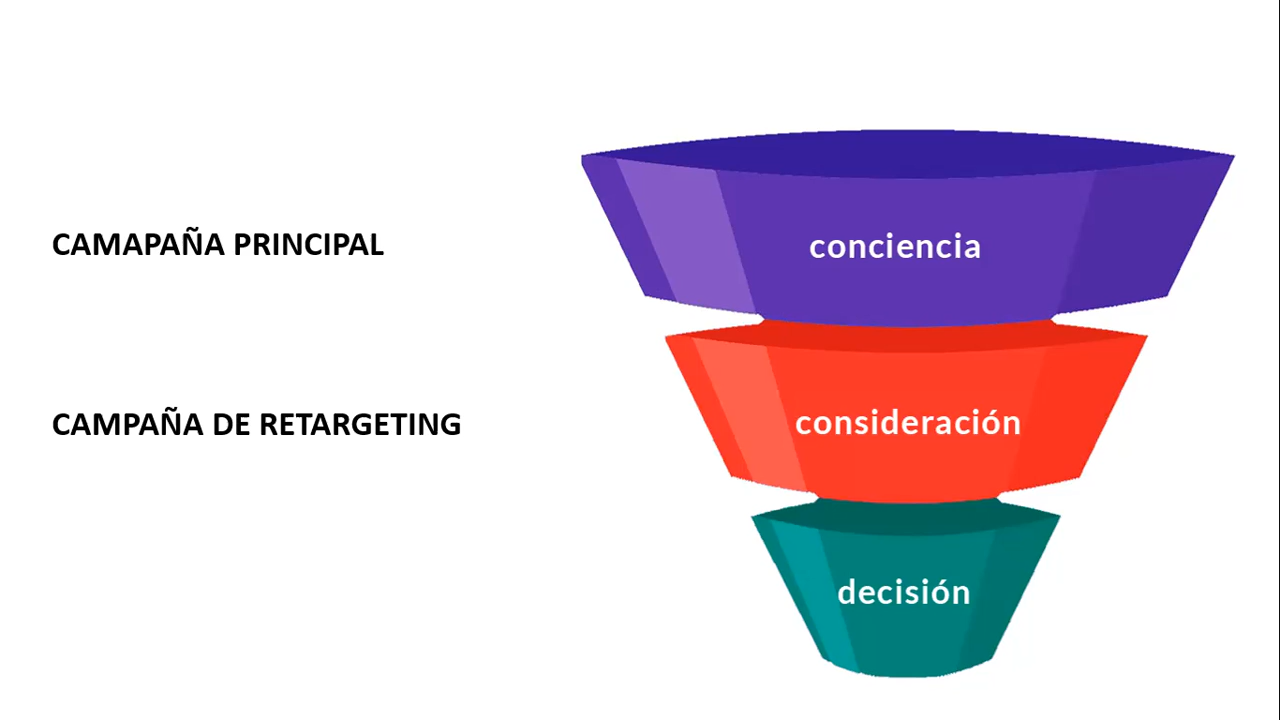 CAMAPAÑA PRINCIPAL
conciencia
CAMPAÑA DE RETARGETING
consideración
decisión